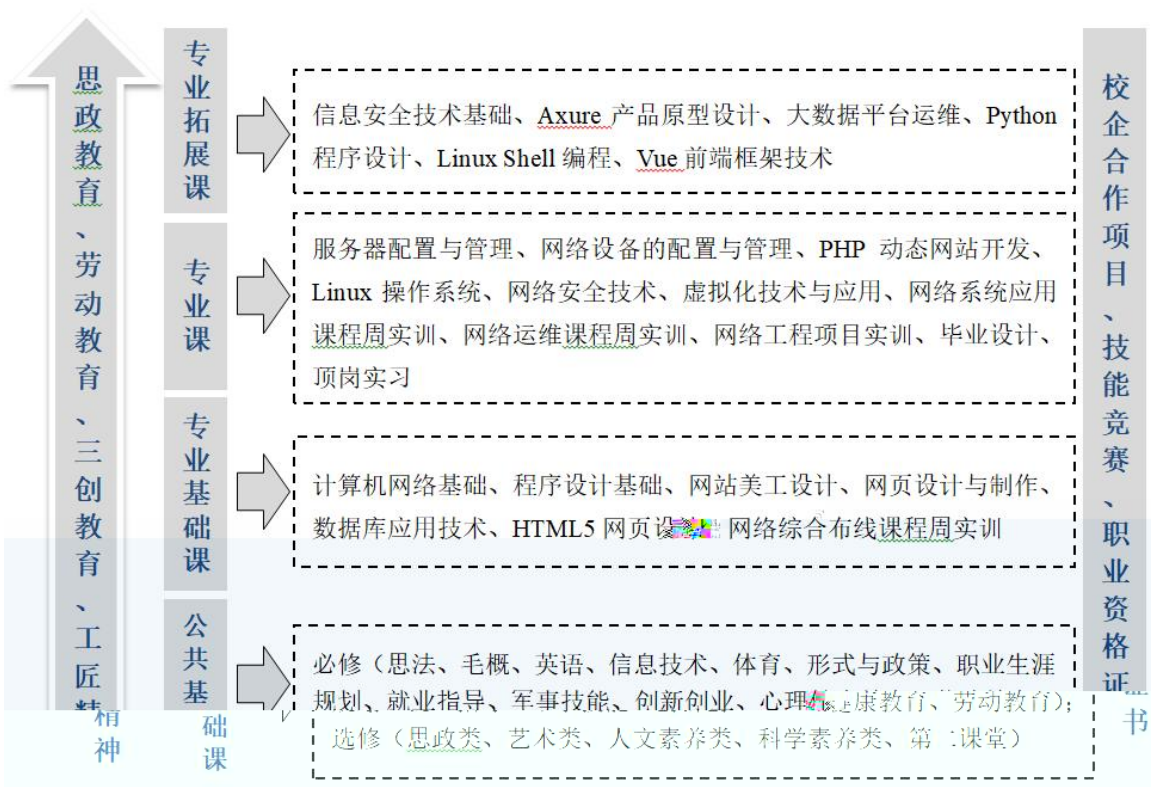 思政教育、劳动教育、三创教育、工匠精神
专业拓展课
信息安全技术基础、Axure 产品原型设计、大数据平台运维、Python
程序设计、Linux Shell 编程、Vue 前端框架技术
专业课
服务器配置与管理、网络设备的配置与管理、PHP 动态网站开发、
Linux 操作系统、网络安全技术、虚拟化技术与应用、网络系统应用
课程周实训、网络运维课程周实训、网络工程项目实训、毕业设计、
顶岗实习
专业基础课
计算机网络基础、程序设计基础、网站美工设计、网页设计与制作、
数据库应用技术、HTML5 网页设 网络综合布线课程周实训
公共基础课
必修（思法、毛概、英语、信息技术、体育、形式与政策、职业生涯
规划、就业指导、军事技能、创新创业、心理健康教育、劳动教育）；
选修（思政类、艺术类、人文素养类、科学素养类、第二课堂）
校企合作项目、技能竞赛、职业资格证书